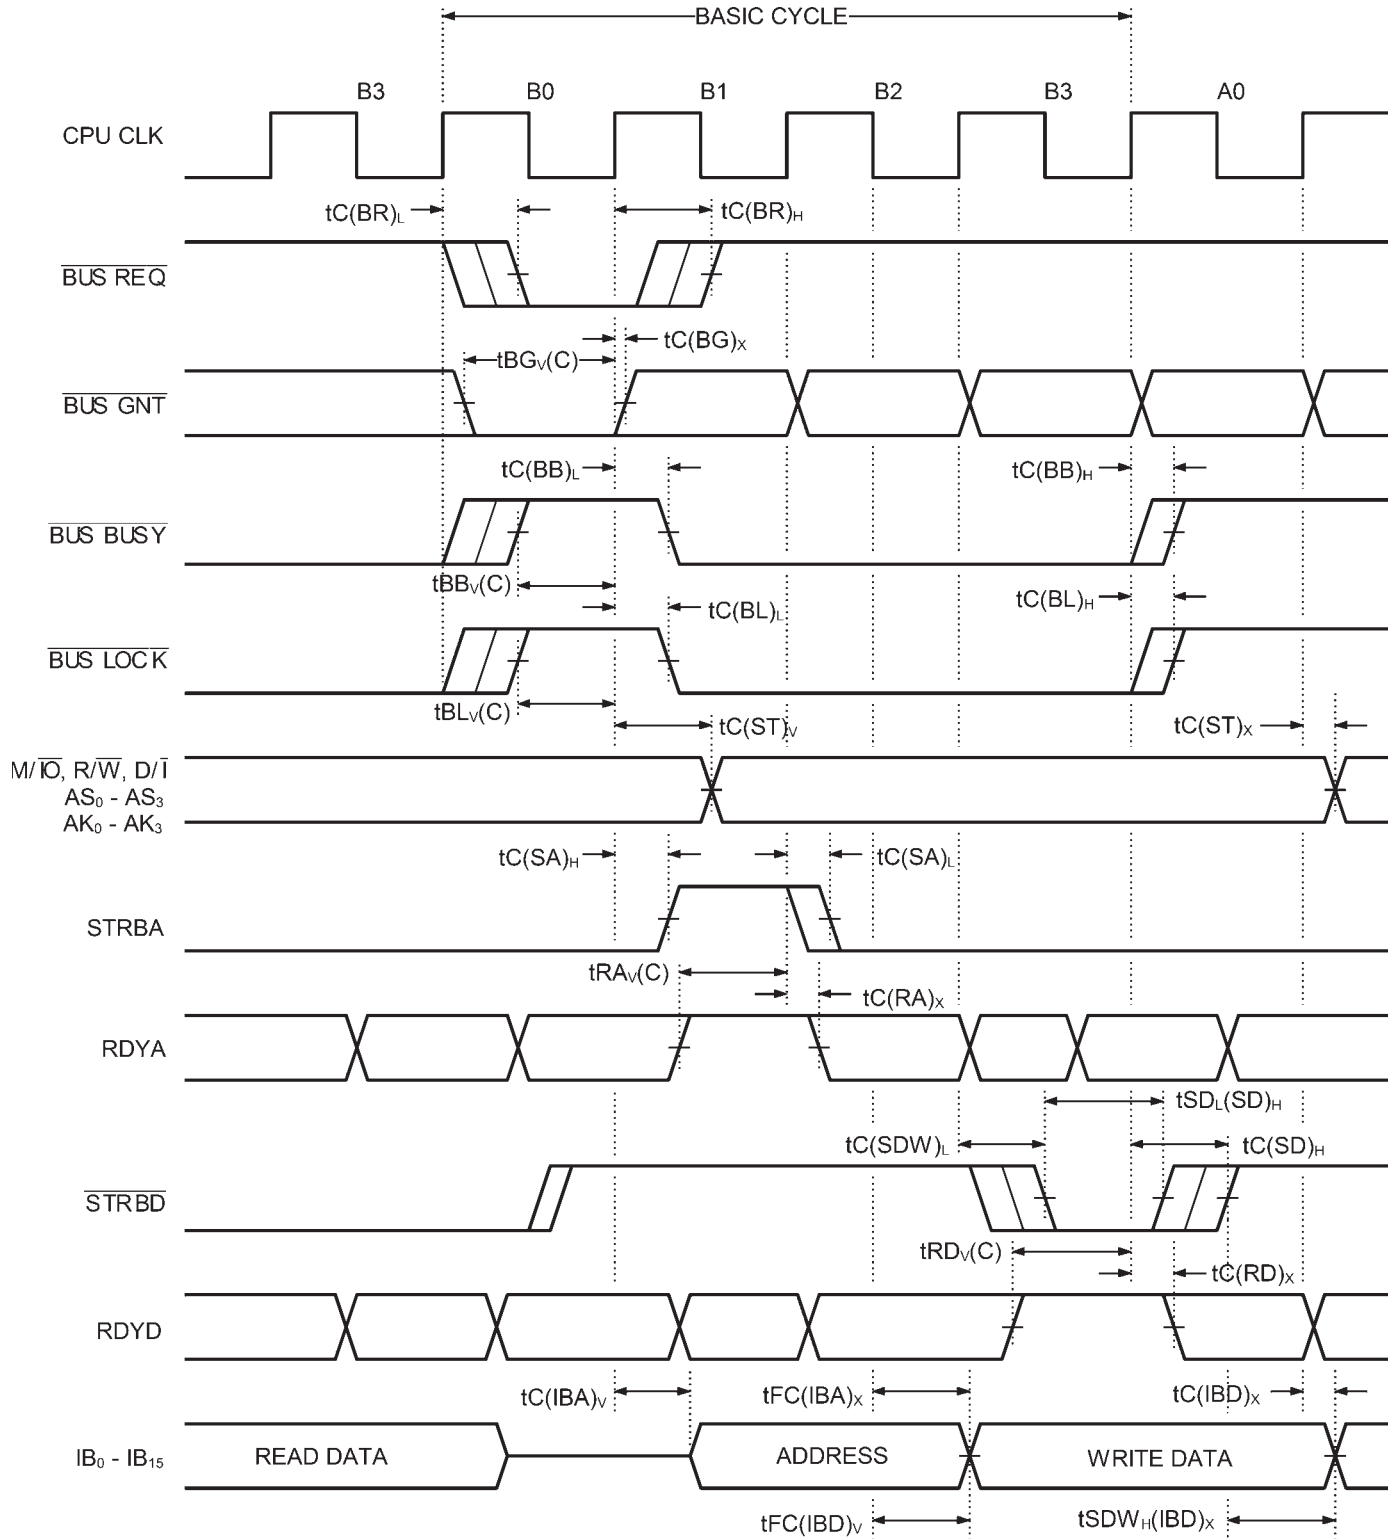 BASIC CYCLE
B3 B0 B1 B2 B3 A0
CPU CLK
tC(BR)L tC(BR)H
BUS REQ
tC(BG)X
tBGV(C)
BUS GNT
tC(BB)L tC(BB)H
BUS BUSY
tBBV(C)
tC(BL)L tC(BL)H
BUS LOCK
tBLV(C)
tC(ST)V tC(ST)X
M/IO, R/W, D/I
AS0 - AS3
AK0 - AK3
tC(SA)H tC(SA)L
STRBA
tRAV(C)
tC(RA)X
RDYA
tSDL(SD)H
tC(SDW)L tC(SD)H
STRBD
tRDV(C)
tC(RD)X
RDYD
tC(IBA)V tFC(IBA)X tC(IBD)X
IB0 - IB15 READ DATA ADDRESS WRITE DATA
tFC(IBD)V tSDWH(IBD)X